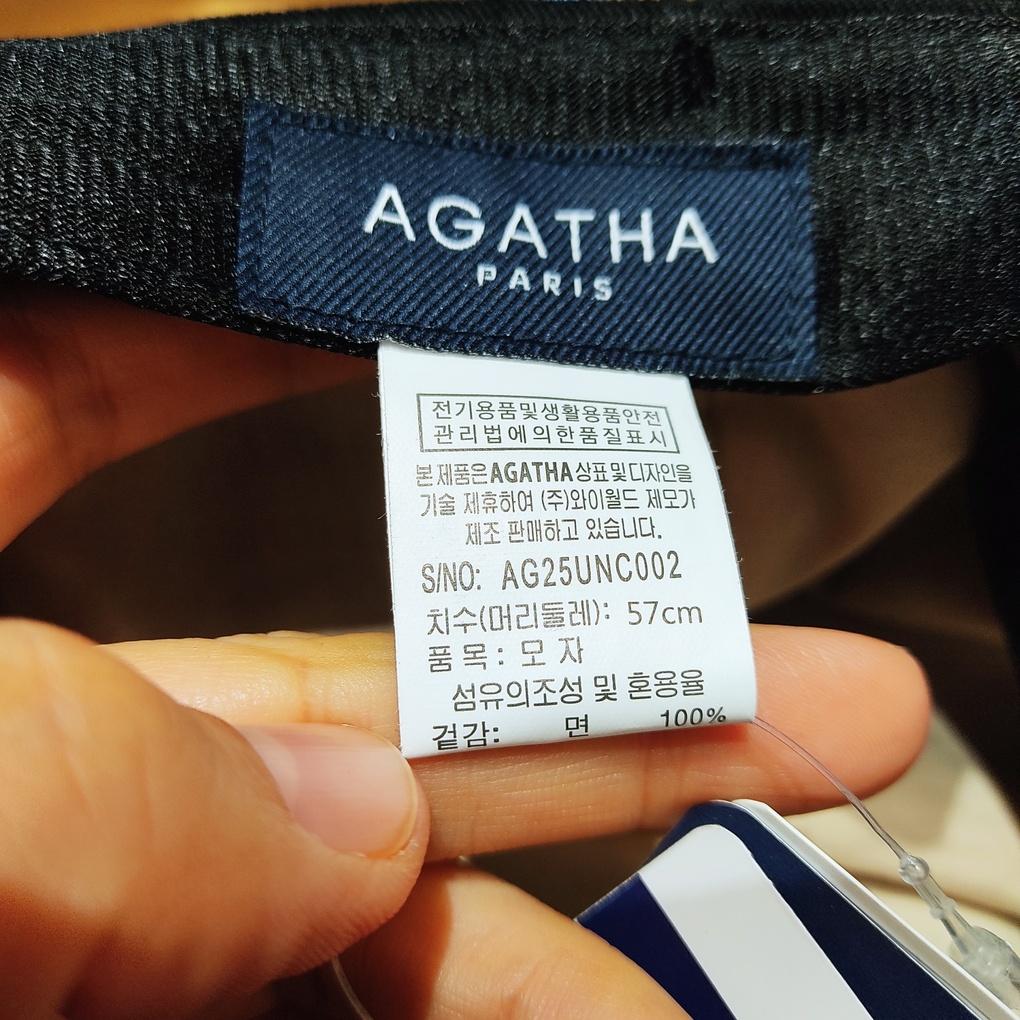 AGATHA
PARIS
전기용품및생활용품안전
관리법에의한품질표시
본제품은AGATHA상표및디자인을
기술 제휴하여 (주)와이월드 제모가
제조 판매하고 있습니다.
S/NO: AG25UNC002
치수(머리둘레): 57cm
품목: 모자
섬유의조성 및 혼용율
겉감: 면 100%